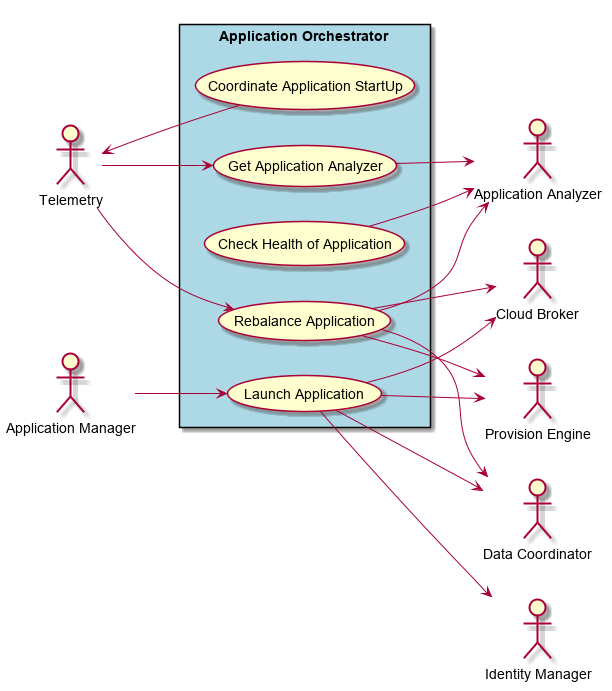 Application Orchestrator
Coordinate Application StartUp
Telemetry
Get Application Analyzer
Application Analyzer
Check Health of Application
Rebalance Application
Cloud Broker
Application Manager
Launch Application
Provision Engine
Data Coordinator
Identity Manager